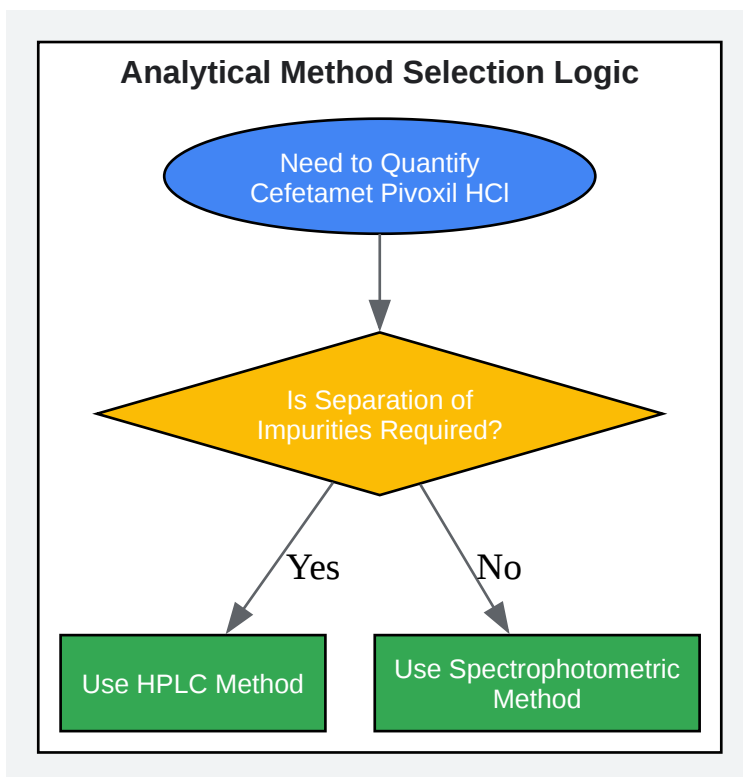 Analytical Method Selection Logic
Need to Quantify
Cefetamet Pivoxil HCl
Is Separation of
Impurities Required?
Yes
No
Use HPLC Method
Use Spectrophotometric
Method